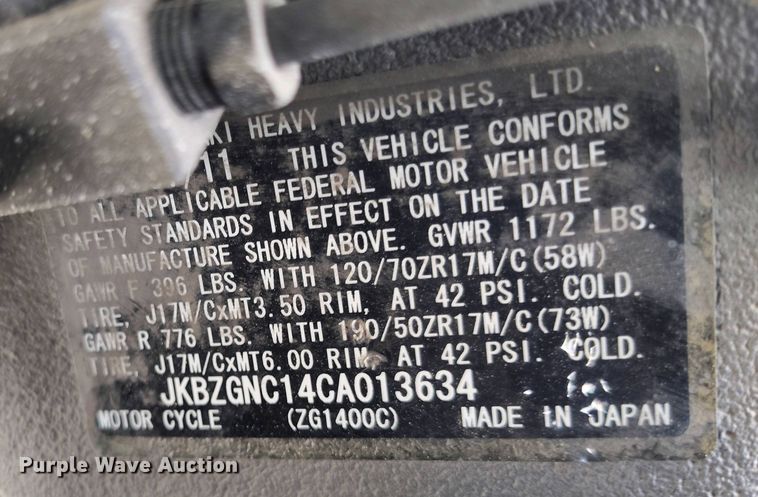 HEAVY INDUSTRIES, LTD.
/11 THIS VEHICLE CONFORMS
TO ALL APPLICABLE FEDERAL MOTOR VEHICLE
SAFETY STANDARDS IN EFFECT ON THE DATE
OF MANUFACTURE SHOWN ABOVE. GVWR 1172 LBS.
GAWR F 396 LBS. WITH 120/70ZR17M/C(58W)
TIRE, J17M/CxMT3.50 RIM, AT 42 PSI. COLD.
GAWR R 776 LBS. WITH 190/50ZR17M/C(73W)
TIRE, J17M/CxMT6.00 RIM, AT 42 PSI. COLD.
JKBZGNC14CA013634
MOTOR CYCLE (ZG1400C) MADE IN JAPAN
Purple Wave Auction